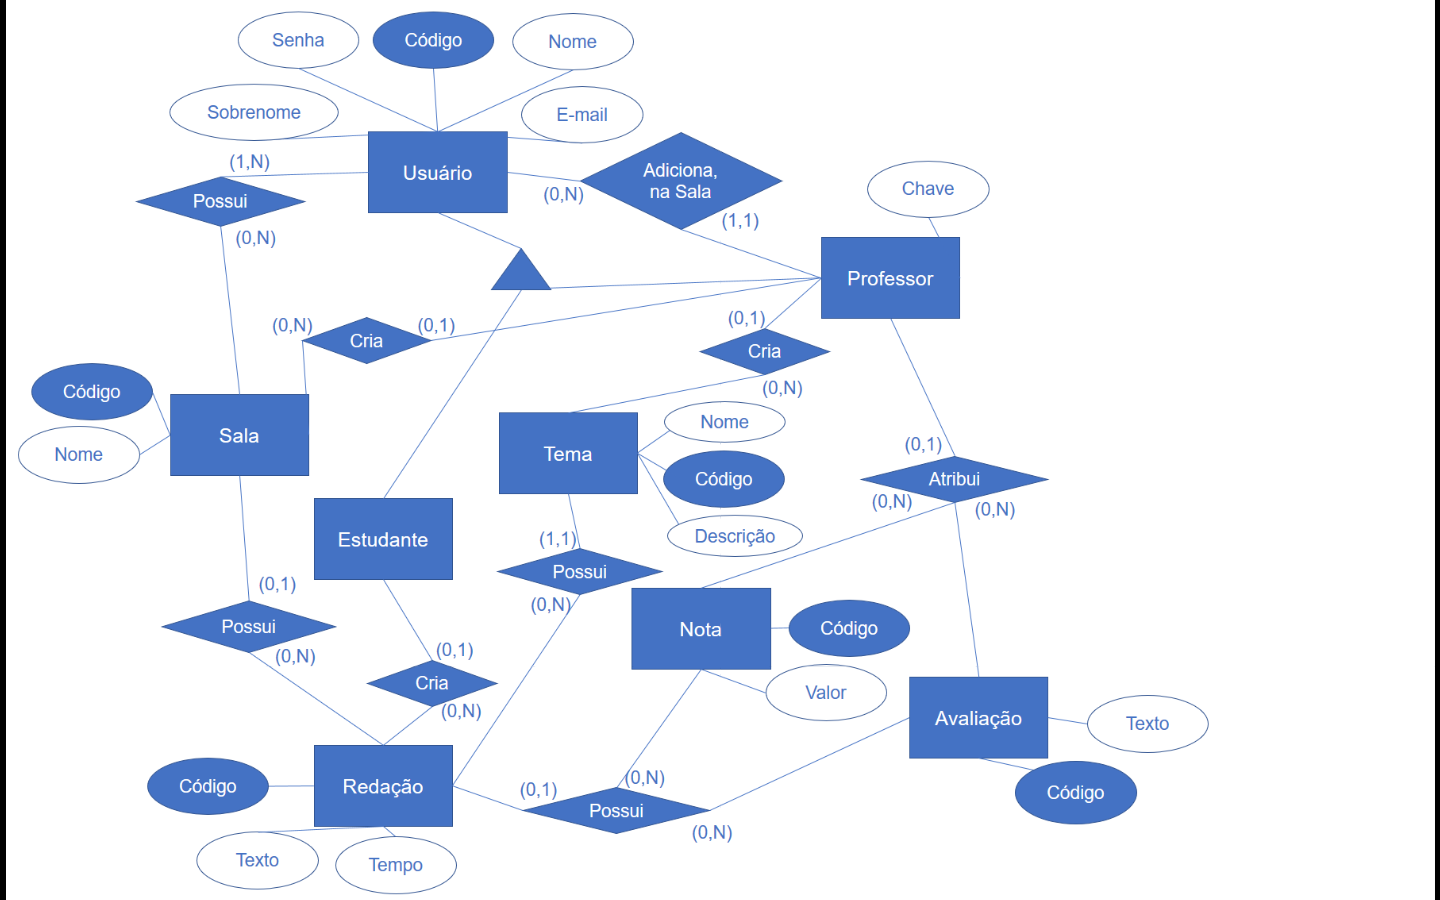 Senha
Código
Nome
Sobrenome
E-mail
(1,N)
Usuário
Adiciona,
na Sala
Possui
(0,N)
Chave
(0,N)
(1,1)
Professor
(0,N)
(0,1)
(0,1)
Cria
Cria
(0,N)
Código
Nome
Sala
Nome
Tema
Código
(0,1)
Atribui
(0,N)
(0,N)
Descrição
Estudante
(1,1)
Possui
(0,1)
(0,N)
Possui
Nota
Código
(0,N)
(0,1)
Cria
Valor
(0,N)
Avaliação
Texto
(0,N)
(0,1)
Código
Redação
Código
Possui
(0,N)
Texto
Tempo